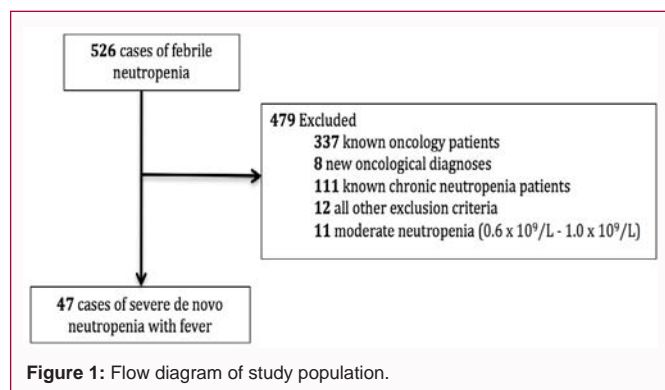 526 cases of febrile
neutropenia
479 Excluded
337 known oncology patients
8 new oncological diagnoses
111 known chronic neutropenia patients
12 all other exclusion criteria
11 moderate neutropenia (0.6 x 10⁹/L - 1.0 x 10⁹/L)
47 cases of severe de novo
neutropenia with fever
Figure 1: Flow diagram of study population.